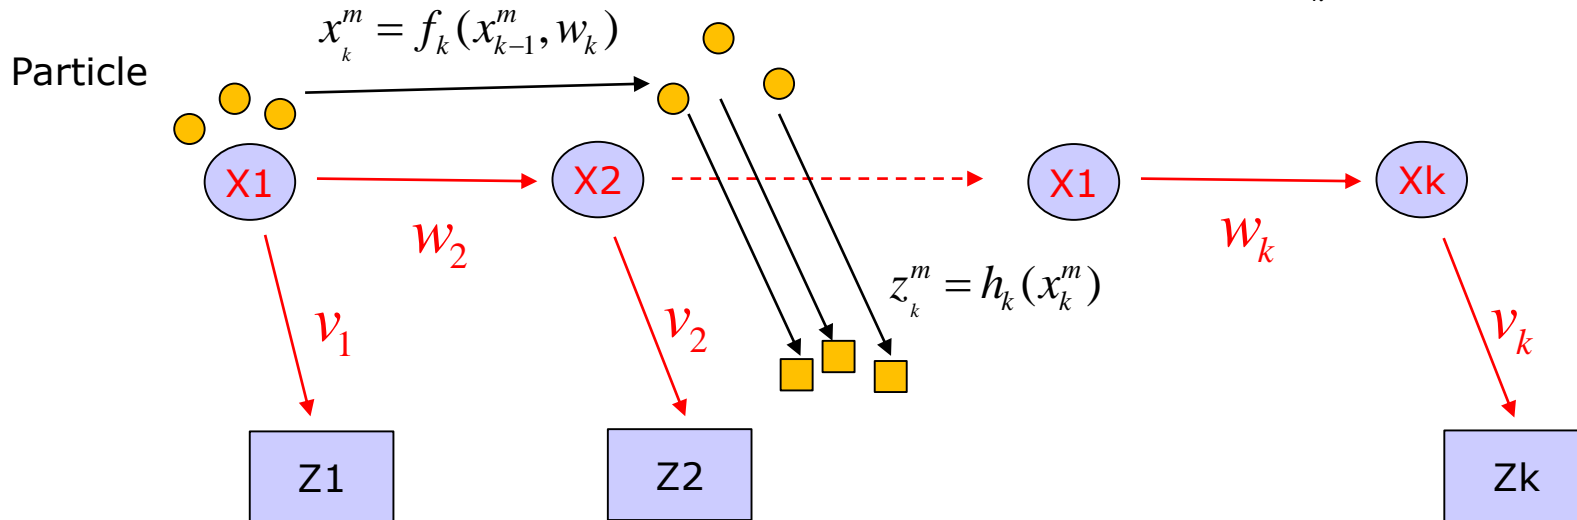 k
x_k^m = f_k(x_{k-1}^m, w_k)
Particle
X1
X2
X1
Xk
w_2
w_k
z_k^m = h_k(x_k^m)
v_1
v_2
v_k
Z1
Z2
Zk